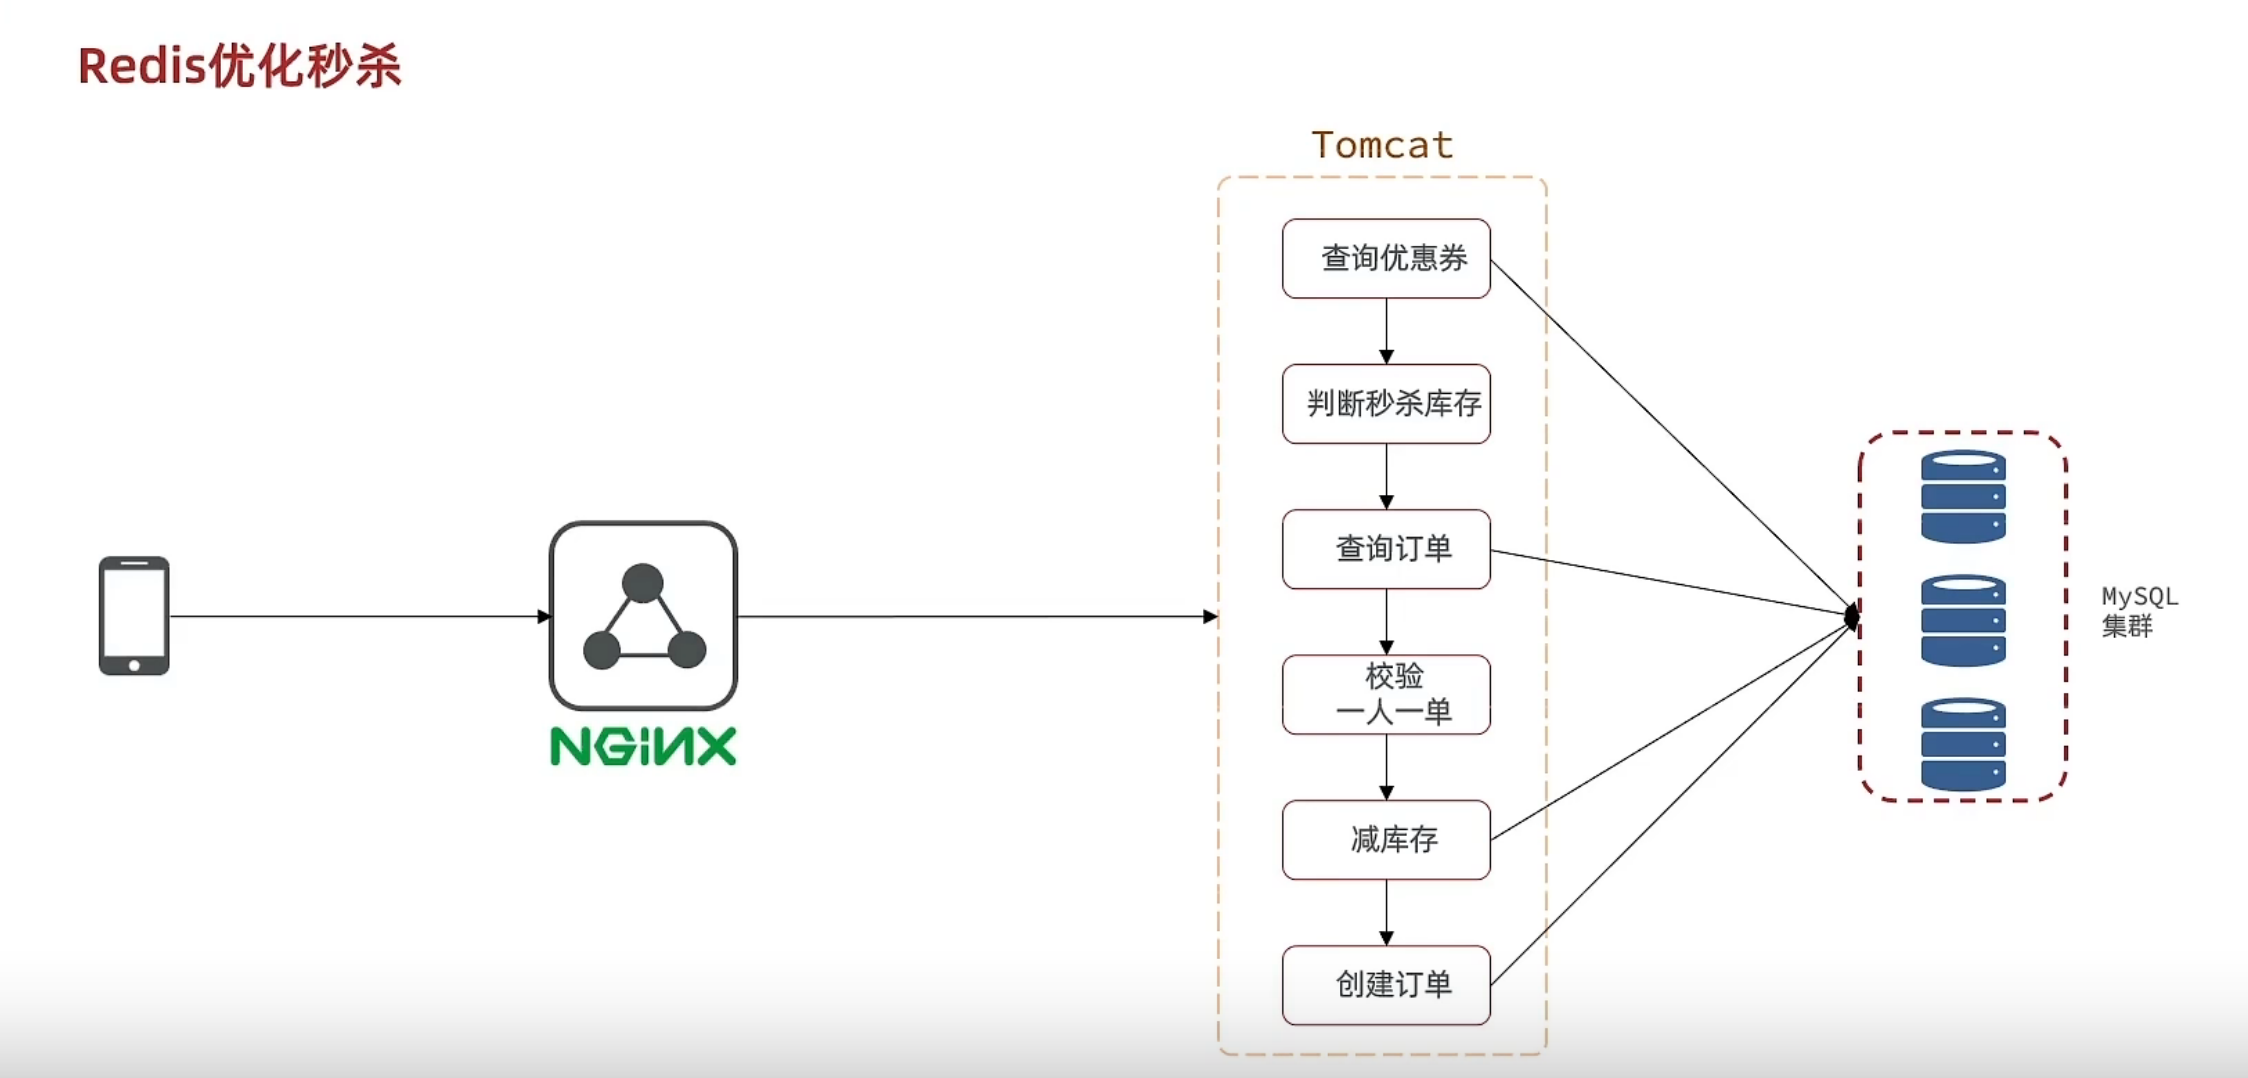 Redis优化秒杀
Tomcat
查询优惠券
判断秒杀库存
查询订单
校验
一人一单
减库存
创建订单
NGINX
MySQL
集群